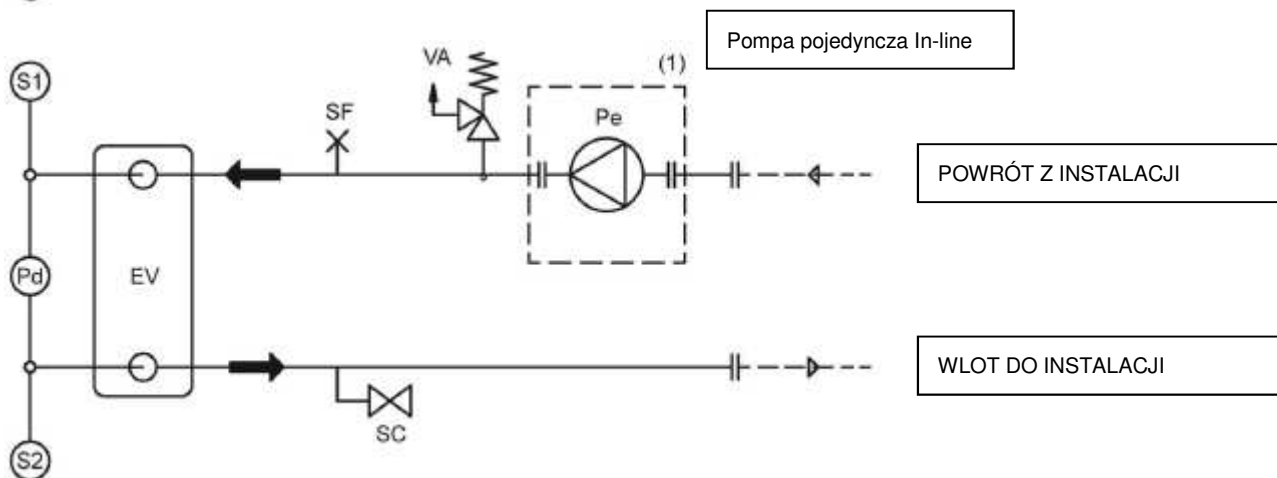 Pompa pojedyncza In-line
(1)
VA
S1
SF
Pe
POWRÓT Z INSTALACJI
Pd
EV
WLOT DO INSTALACJI
SC
S2